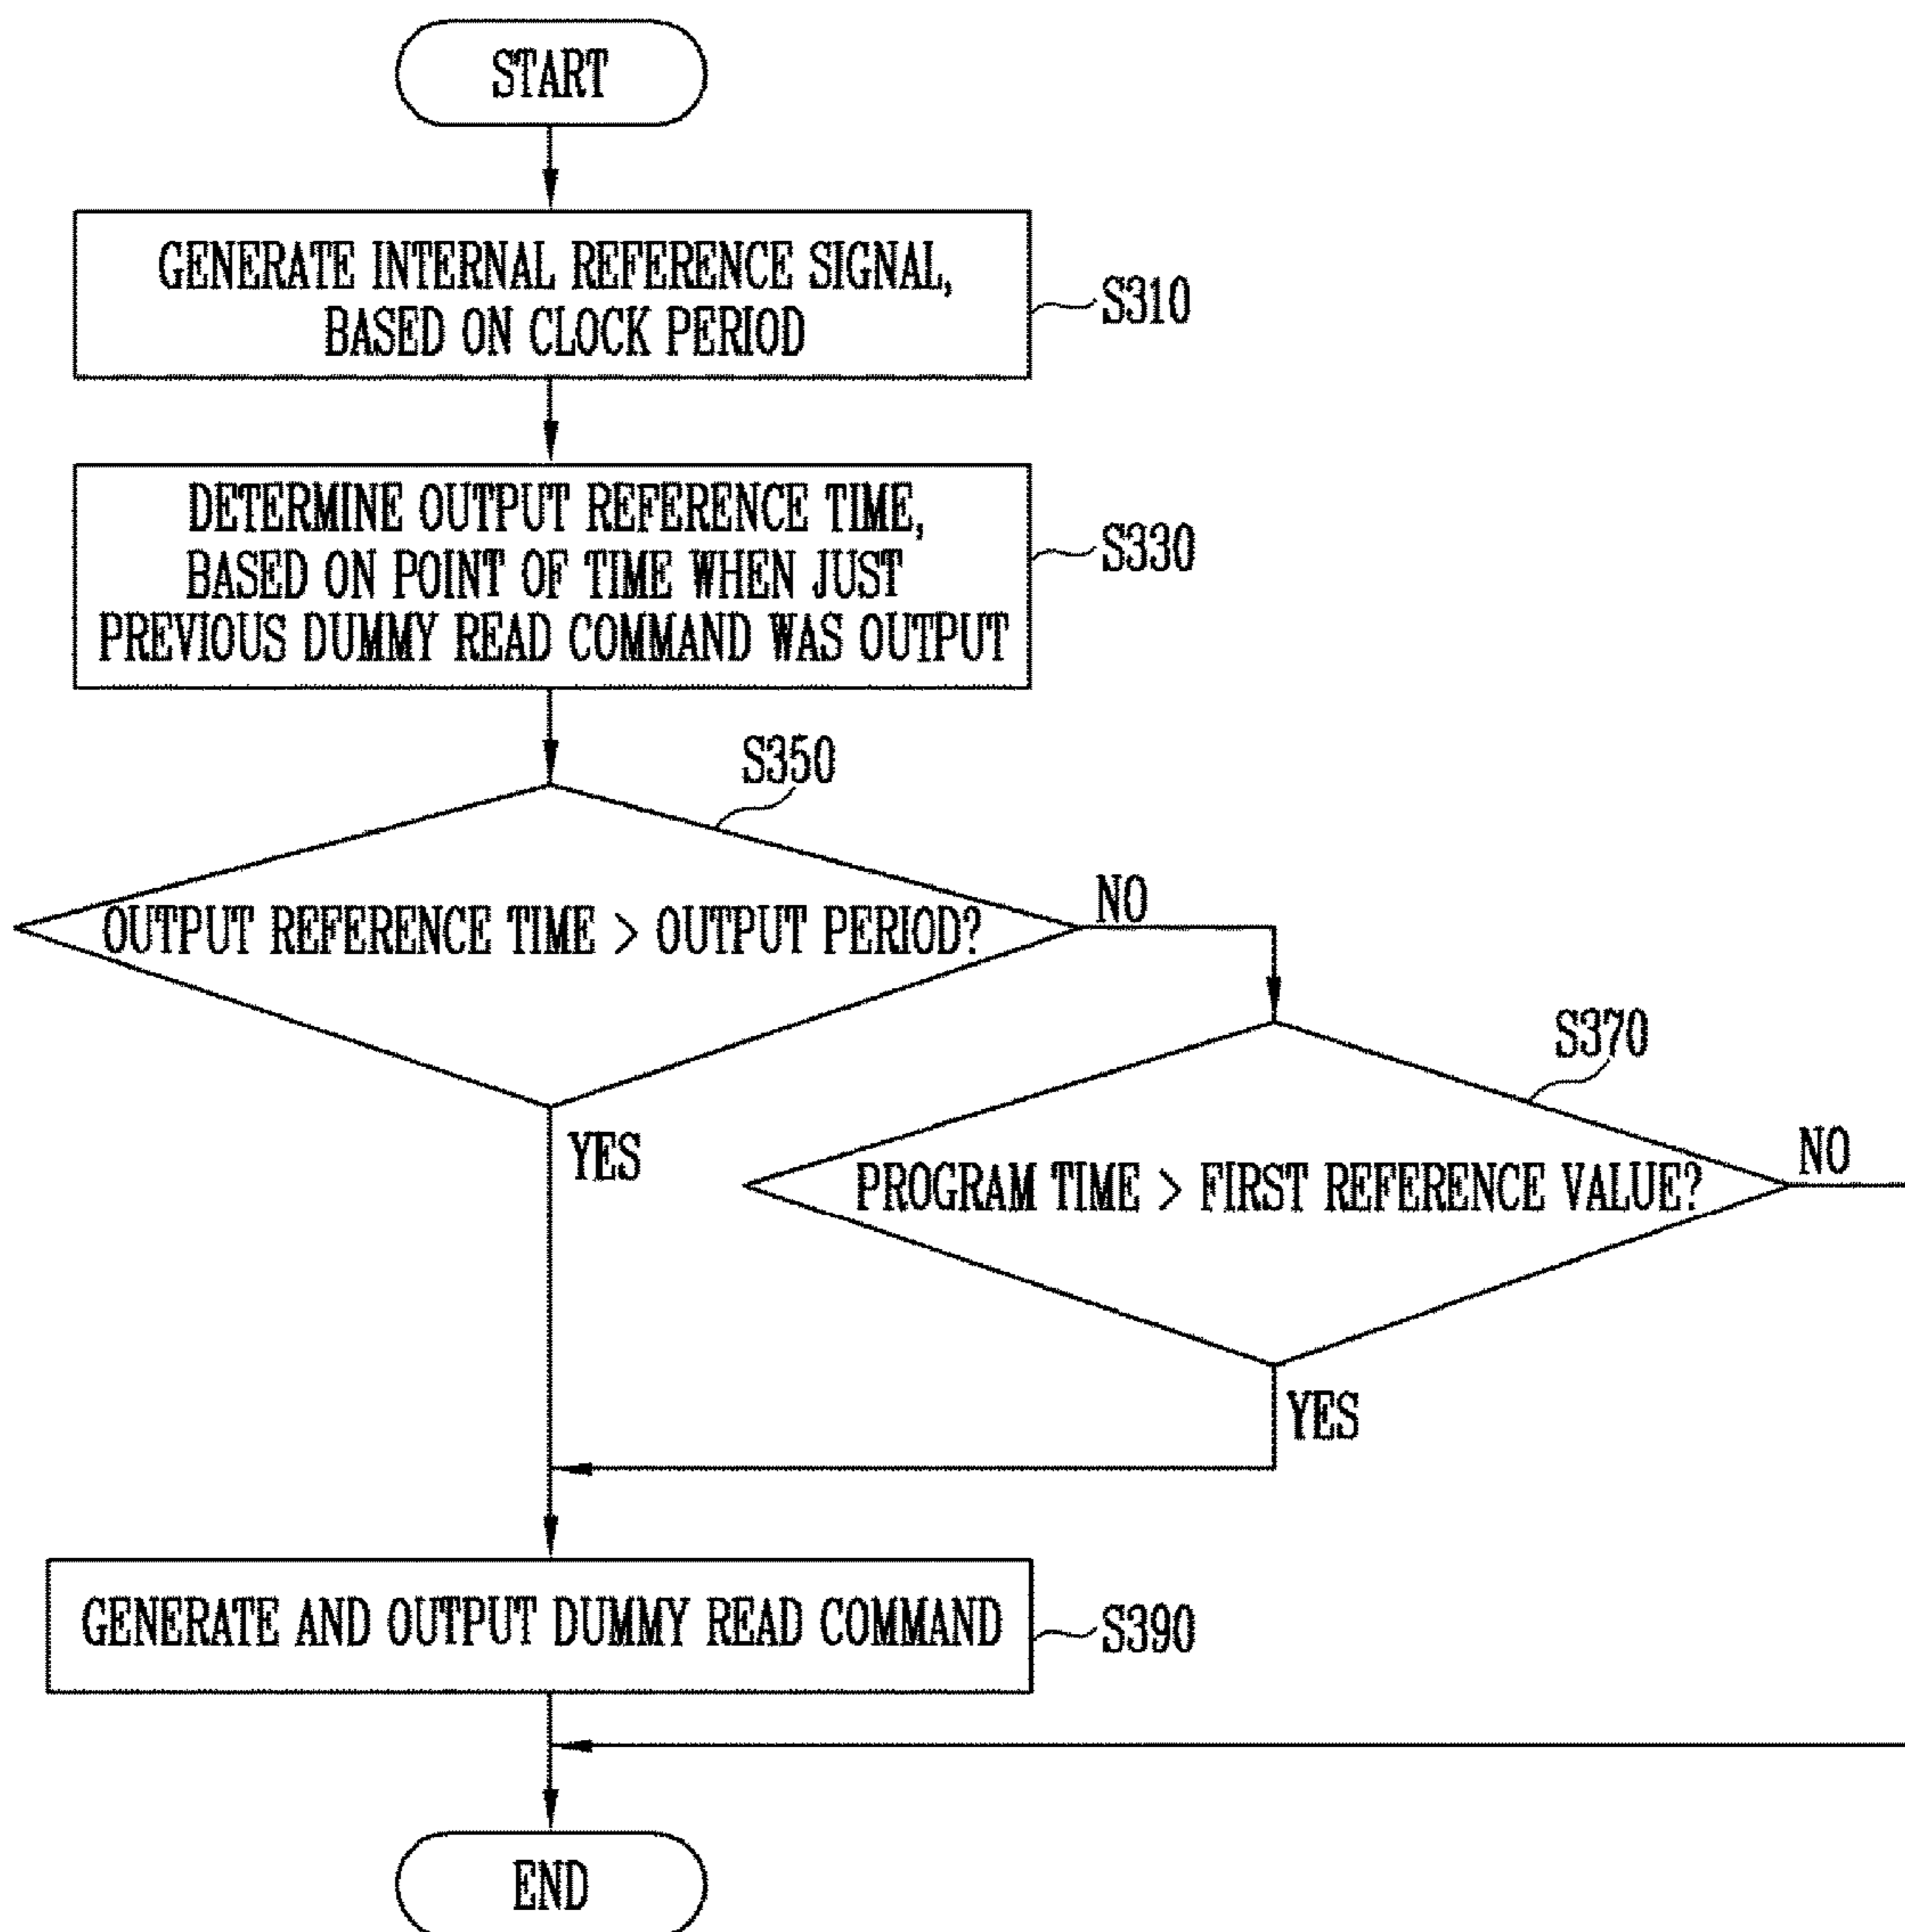 START
GENERATE INTERNAL REFERENCE SIGNAL,
BASED ON CLOCK PERIOD
S310
DETERMINE OUTPUT REFERENCE TIME,
BASED ON POINT OF TIME WHEN JUST
PREVIOUS DUMMY READ COMMAND WAS OUTPUT
S330
S350
OUTPUT REFERENCE TIME > OUTPUT PERIOD?
NO
YES
S370
PROGRAM TIME > FIRST REFERENCE VALUE?
NO
YES
GENERATE AND OUTPUT DUMMY READ COMMAND
S390
END